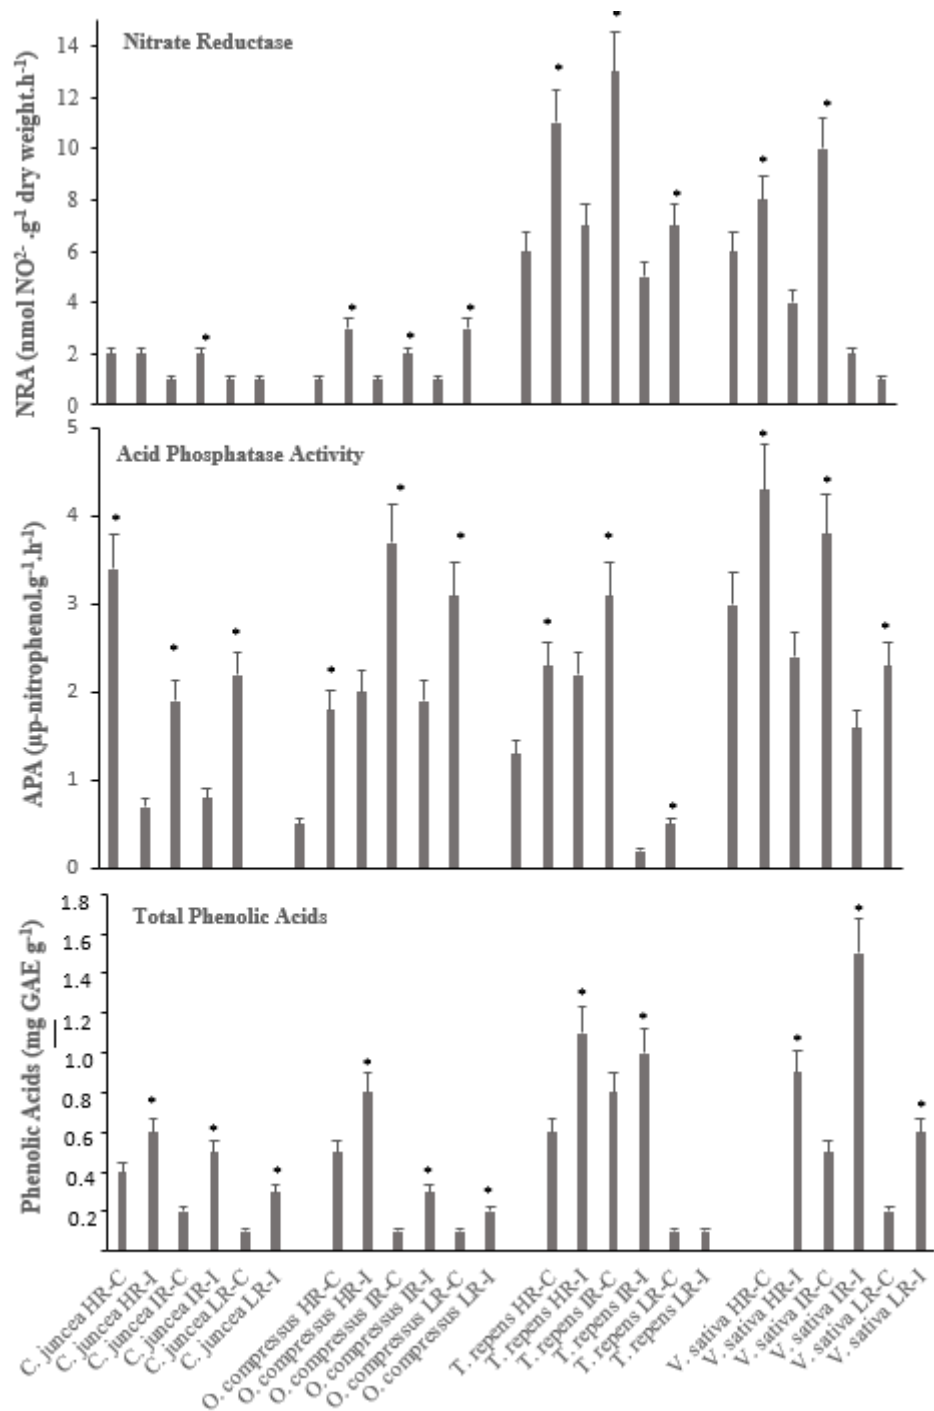 Nitrate Reductase
NRA (nmol NO²⁻ .g⁻¹ dry weight.h⁻¹)
14
12
10
8
6
4
2
0
* * * * * * * * * *
Acid Phosphatase Activity
APA (µp-nitrophenol.g⁻¹.h⁻¹)
5
4
3
2
1
0
* * * * * * * * * * * *
Total Phenolic Acids
Phenolic Acids (mg GAE g⁻¹)
1.8
1.6
1.4
1.2
1.0
0.8
0.6
0.4
0.2
* * * * * * * * * * *
C. juncea HR-C
C. juncea HR-I
C. juncea IR-C
C. juncea IR-I
C. juncea LR-C
C. juncea LR-I
O. compressus HR-C
O. compressus HR-I
O. compressus IR-C
O. compressus IR-I
O. compressus LR-C
O. compressus LR-I
T. repens HR-C
T. repens HR-I
T. repens IR-C
T. repens IR-I
T. repens LR-C
T. repens LR-I
V. sativa HR-C
V. sativa HR-I
V. sativa IR-C
V. sativa IR-I
V. sativa LR-C
V. sativa LR-I